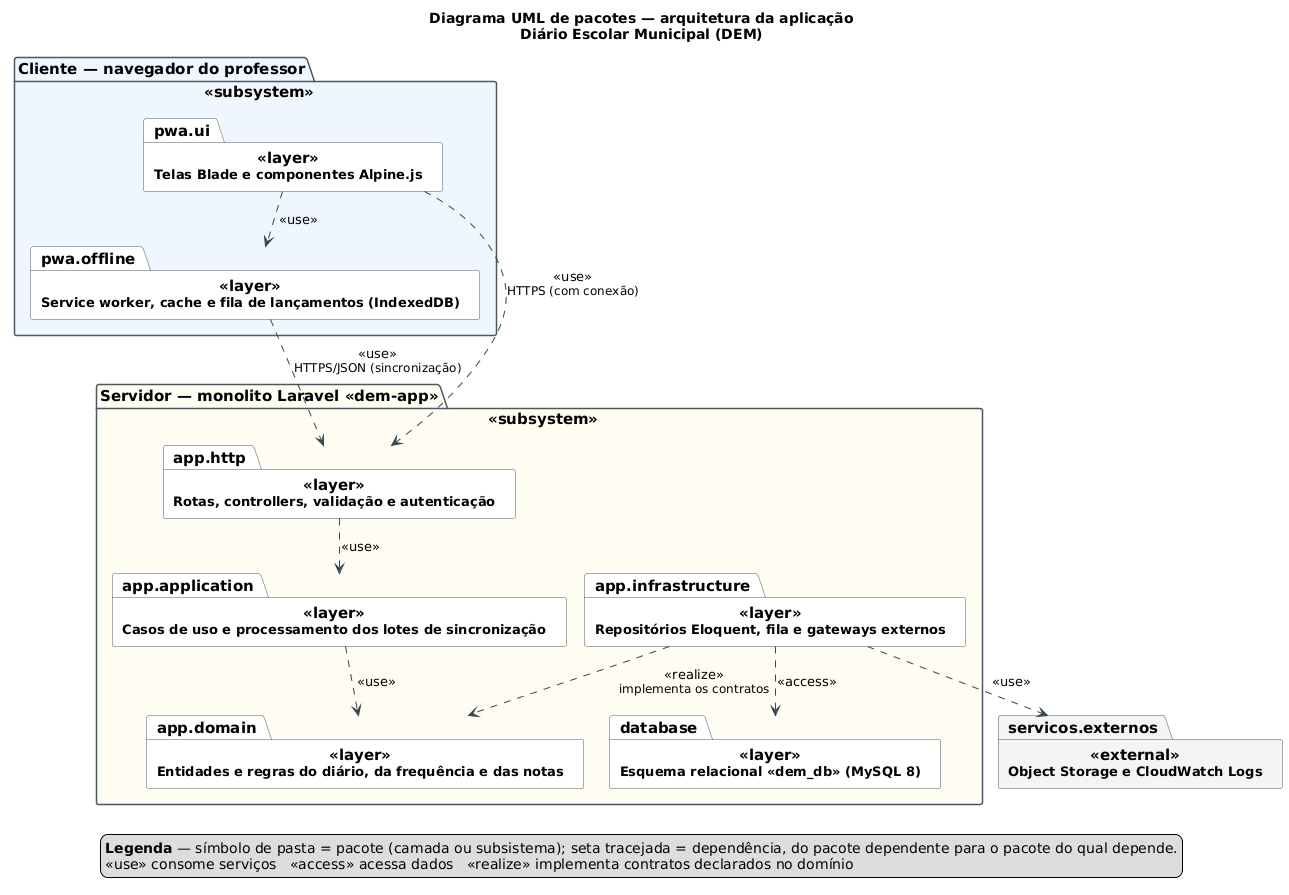 Diagrama UML de pacotes — arquitetura da aplicação
Diário Escolar Municipal (DEM)
Cliente — navegador do professor
«subsystem»
pwa.ui
«layer»
Telas Blade e componentes Alpine.js
«use»
pwa.offline
«layer»
Service worker, cache e fila de lançamentos (IndexedDB)
«use»
HTTPS (com conexão)
«use»
HTTPS/JSON (sincronização)
Servidor — monolito Laravel «dem-app»
«subsystem»
app.http
«layer»
Rotas, controllers, validação e autenticação
«use»
app.application
«layer»
Casos de uso e processamento dos lotes de sincronização
app.infrastructure
«layer»
Repositórios Eloquent, fila e gateways externos
«use»
«realize»
implementa os contratos
«access»
«use»
app.domain
«layer»
Entidades e regras do diário, da frequência e das notas
database
«layer»
Esquema relacional «dem_db» (MySQL 8)
servicos.externos
«external»
Object Storage e CloudWatch Logs
Legenda — símbolo de pasta = pacote (camada ou subsistema); seta tracejada = dependência, do pacote dependente para o pacote do qual depende.
«use» consome serviços «access» acessa dados «realize» implementa contratos declarados no domínio